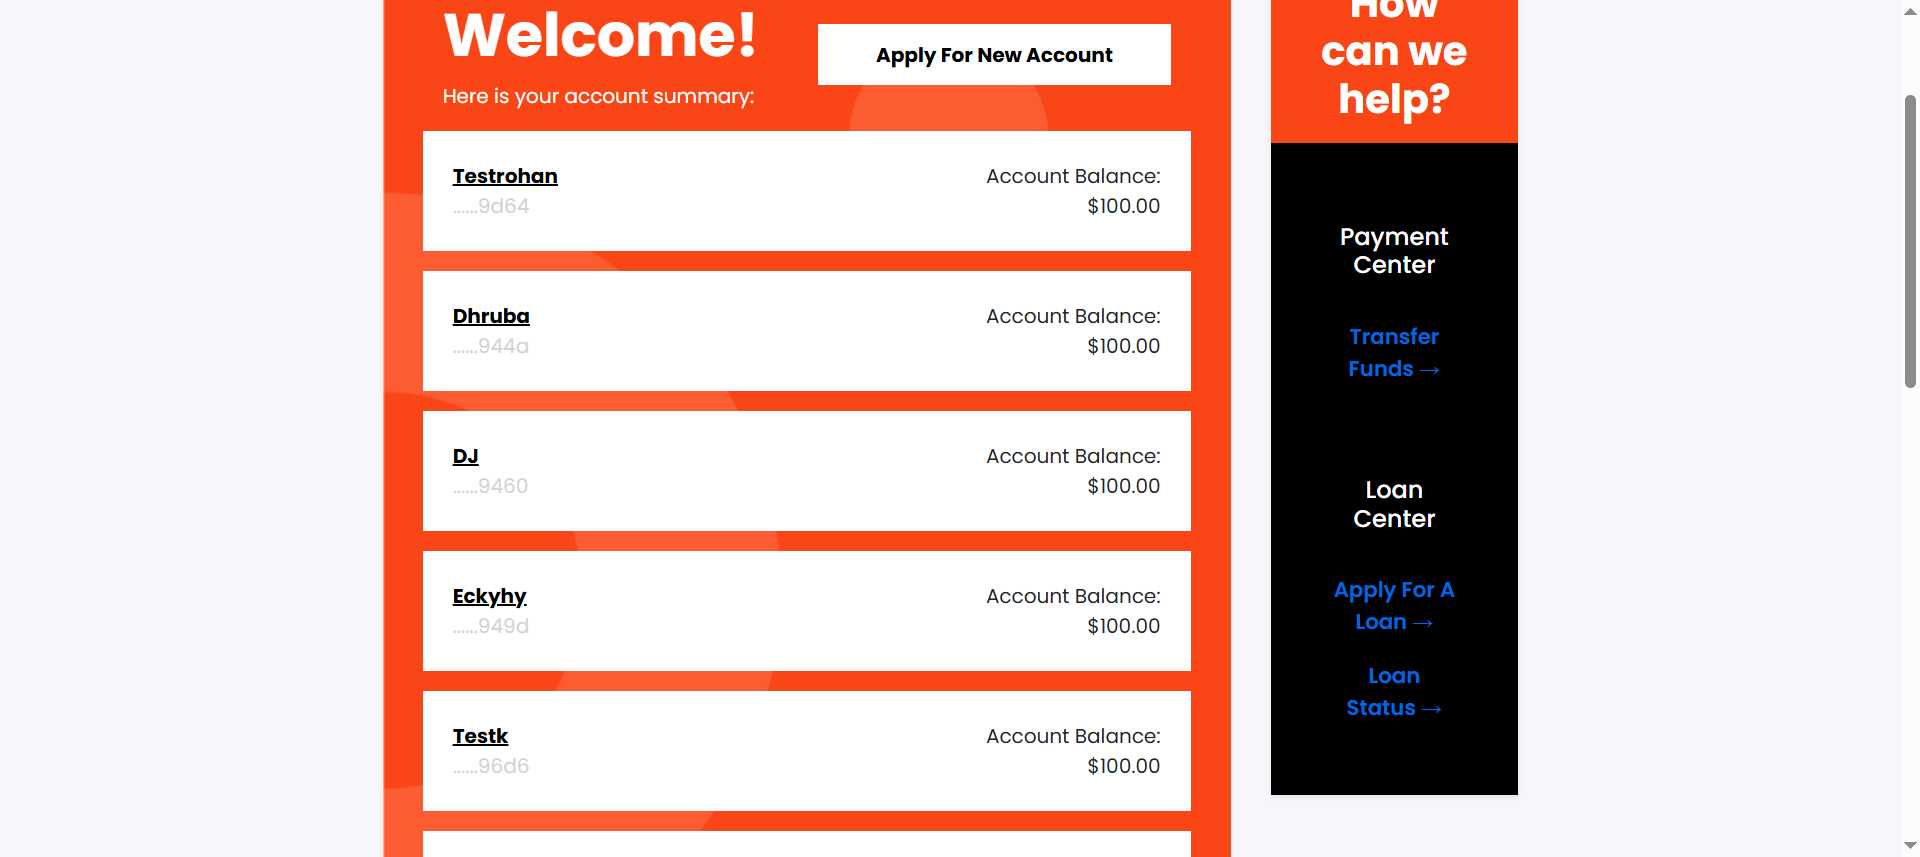 Welcome!
Apply For New Account
Here is your account summary:
Testrohan
Account Balance:
......9d64
$100.00
Dhruba
Account Balance:
......944a
$100.00
DJ
Account Balance:
......9460
$100.00
Eckyhy
Account Balance:
......949d
$100.00
Testk
Account Balance:
......96d6
$100.00
How
can we
help?
Payment
Center
Transfer
Funds →
Loan
Center
Apply For A
Loan →
Loan
Status →